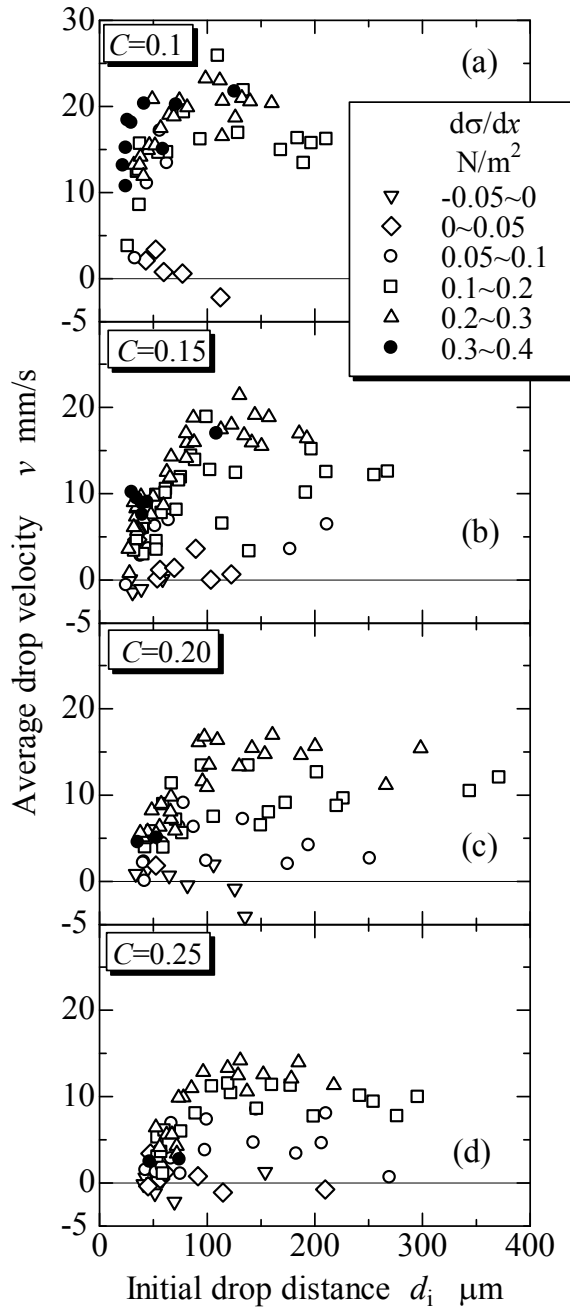 30
C=0.1
(a)
20
10
0
-5
dσ/dx
N/m²
-0.05~0
0~0.05
0.05~0.1
0.1~0.2
0.2~0.3
0.3~0.4
C=0.15
20
10
(b)
0
-5
C=0.20
20
10
(c)
0
-5
C=0.25
20
10
(d)
0
-5
0 100 200 300 400
Average drop velocity v mm/s
Initial drop distance dᵢ μm